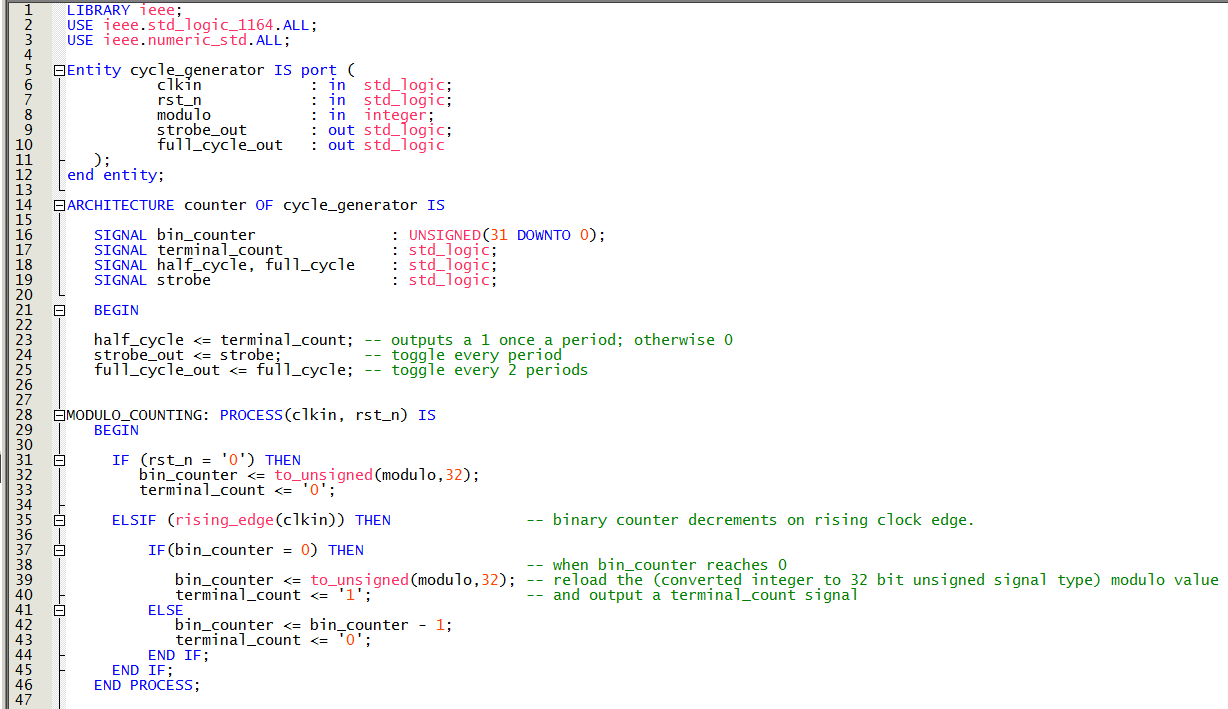 1 LIBRARY ieee;
2 USE ieee.std_logic_1164.ALL;
3 USE ieee.numeric_std.ALL;
4
5 Entity cycle_generator IS port (
6 clkin : in std_logic;
7 rst_n : in std_logic;
8 modulo : in integer;
9 strobe_out : out std_logic;
10 full_cycle_out : out std_logic
11 );
12 end entity;
13
14 ARCHITECTURE counter OF cycle_generator IS
15
16 SIGNAL bin_counter : UNSIGNED(31 DOWNTO 0);
17 SIGNAL terminal_count : std_logic;
18 SIGNAL half_cycle, full_cycle : std_logic;
19 SIGNAL strobe : std_logic;
20
21 BEGIN
22
23 half_cycle <= terminal_count; -- outputs a 1 once a period; otherwise 0
24 strobe_out <= strobe; -- toggle every period
25 full_cycle_out <= full_cycle; -- toggle every 2 periods
26
27
28 MODULO_COUNTING: PROCESS(clkin, rst_n) IS
29 BEGIN
30
31 IF (rst_n = '0') THEN
32 bin_counter <= to_unsigned(modulo,32);
33 terminal_count <= '0';
34
35 ELSIF (rising_edge(clkin)) THEN -- binary counter decrements on rising clock edge.
36
37 IF(bin_counter = 0) THEN
38 -- when bin_counter reaches 0
39 bin_counter <= to_unsigned(modulo,32); -- reload the (converted integer to 32 bit unsigned signal type) modulo value
40 terminal_count <= '1'; -- and output a terminal_count signal
41 ELSE
42 bin_counter <= bin_counter - 1;
43 terminal_count <= '0';
44 END IF;
45 END IF;
46 END PROCESS;
47